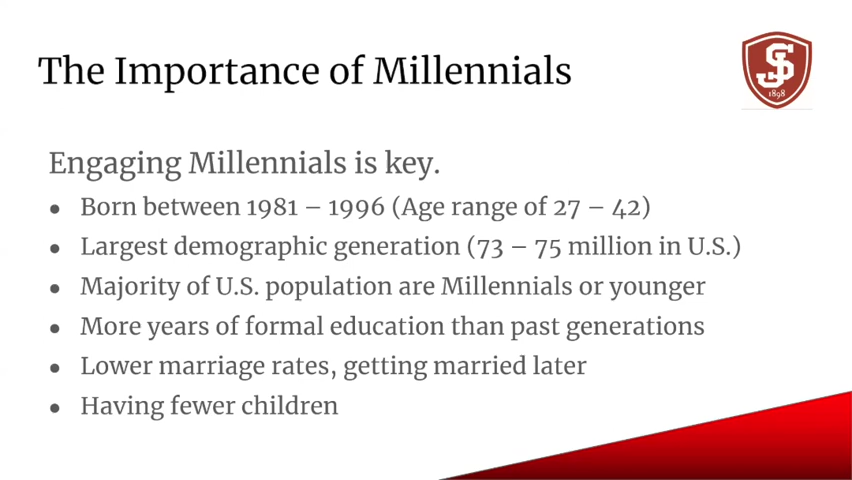 The Importance of Millennials
SJ
1898
Engaging Millennials is key.
● Born between 1981 – 1996 (Age range of 27 – 42)
● Largest demographic generation (73 – 75 million in U.S.)
● Majority of U.S. population are Millennials or younger
● More years of formal education than past generations
● Lower marriage rates, getting married later
● Having fewer children